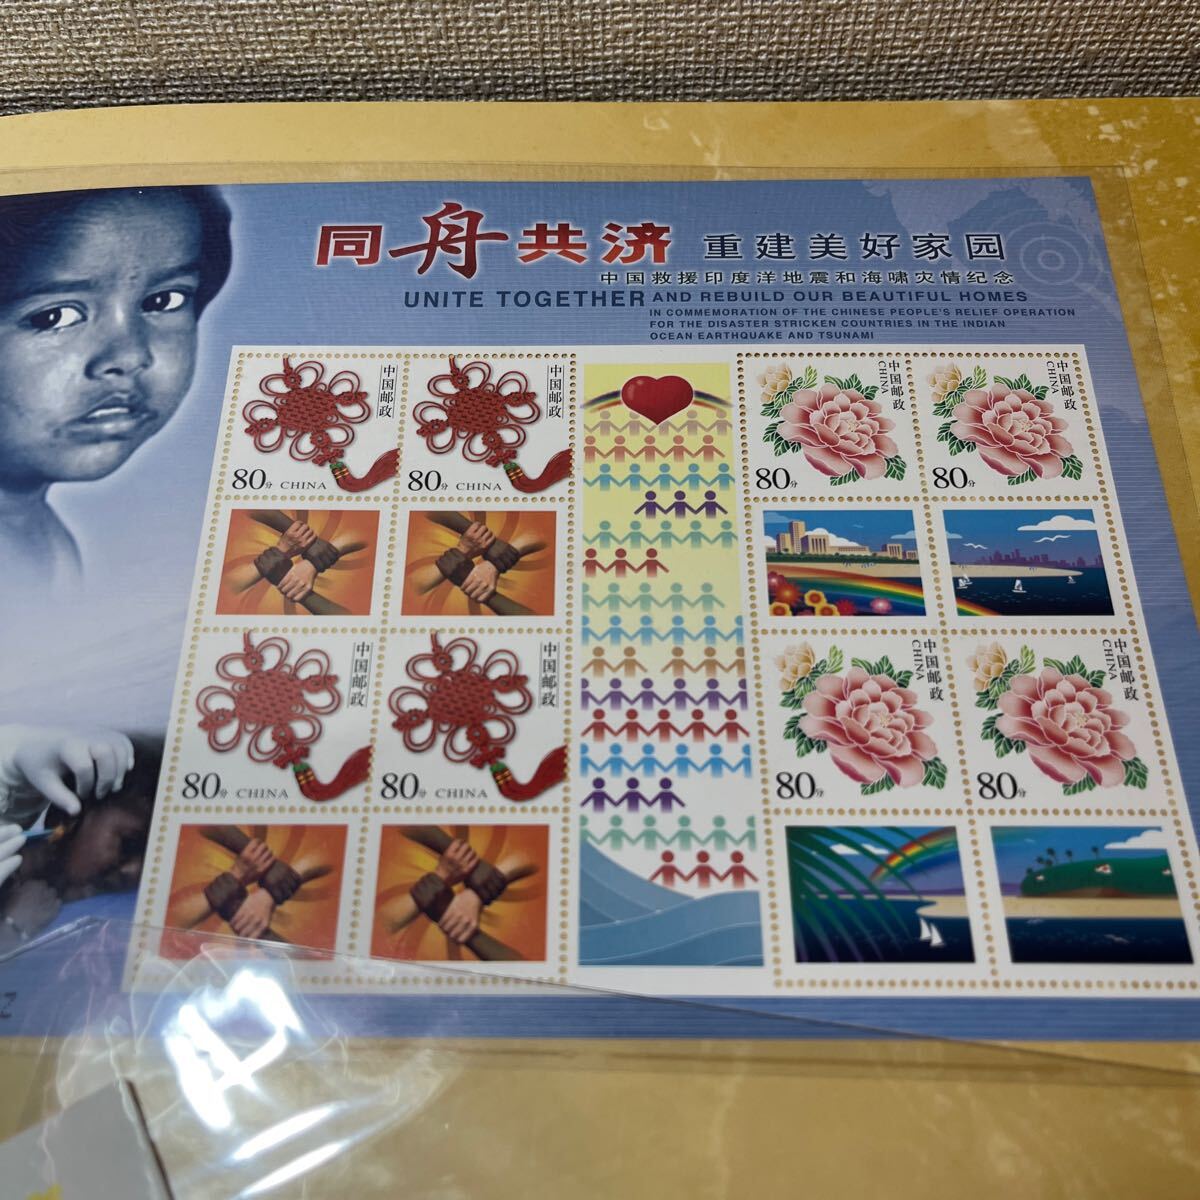 同舟共济 重建美好家园
中国救援印度洋地震和海啸灾情纪念
UNITE TOGETHER AND REBUILD OUR BEAUTIFUL HOMES
IN COMMEMORATION OF THE CHINESE PEOPLE'S RELIEF OPERATION
FOR THE DISASTER STRICKEN COUNTRIES IN THE INDIAN
OCEAN EARTHQUAKE AND TSUNAMI
中国邮政
80分 CHINA
中国邮政
80分 CHINA
中国邮政
CHINA
80分
中国邮政
CHINA
80分
中国邮政
80分 CHINA
中国邮政
80分 CHINA
中国邮政
CHINA
80分
中国邮政
CHINA
80分